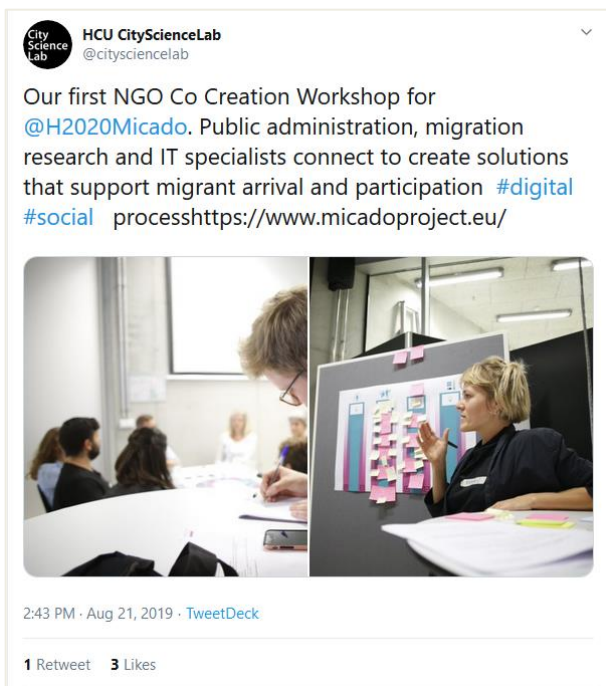 City
Science
Lab
HCU CityScienceLab
@citysciencelab
Our first NGO Co Creation Workshop for
@H2020Micado. Public administration, migration
research and IT specialists connect to create solutions
that support migrant arrival and participation #digital
#social processhttps://www.micadoproject.eu/
2:43 PM · Aug 21, 2019 · TweetDeck
1 Retweet 3 Likes